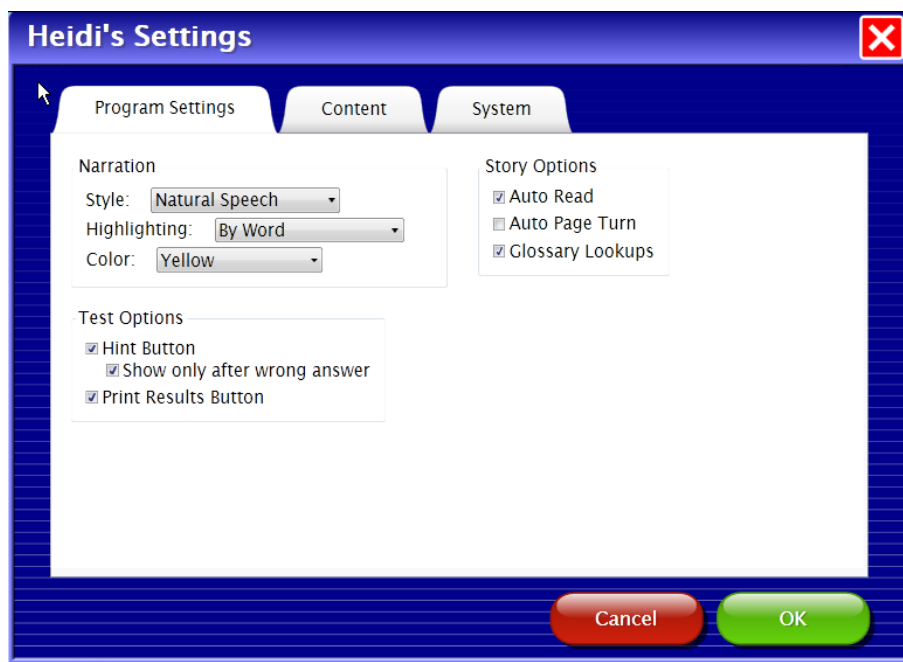 Heidi's Settings
Program Settings
Content
System
Narration
Style: Natural Speech
Highlighting: By Word
Color: Yellow
Story Options
Auto Read
Auto Page Turn
Glossary Lookups
Test Options
Hint Button
Show only after wrong answer
Print Results Button
Cancel
OK